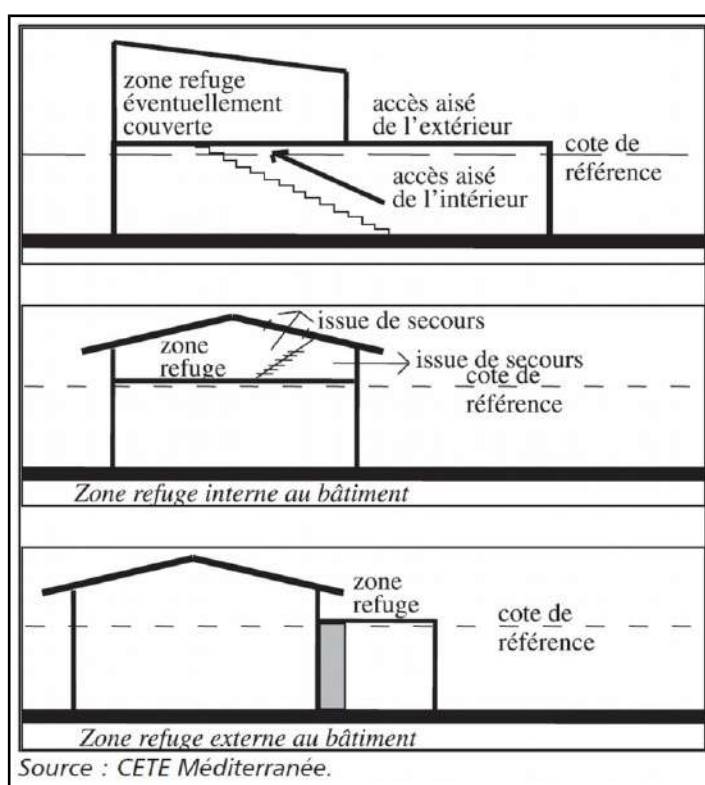 zone refuge
éventuellement
couverte
accès aisé
de l'extérieur
cote de
référence
accès aisé
de l'intérieur
issue de secours
zone
refuge
issue de secours
cote de
référence
Zone refuge interne au bâtiment
zone
refuge
cote de
référence
Zone refuge externe au bâtiment
Source : CETE Méditerranée.